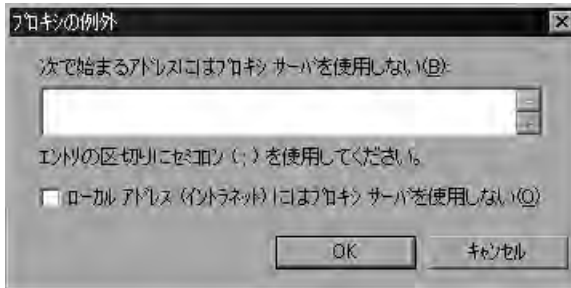 プロキシの例外
次で始まるアドレスにはプロキシ サーバを使用しない(B):
エントリの区切りにセミコロン ( ; ) を使用してください。
ローカル アドレス (イントラネット) にはプロキシ サーバを使用しない(O)
OK
キャンセル